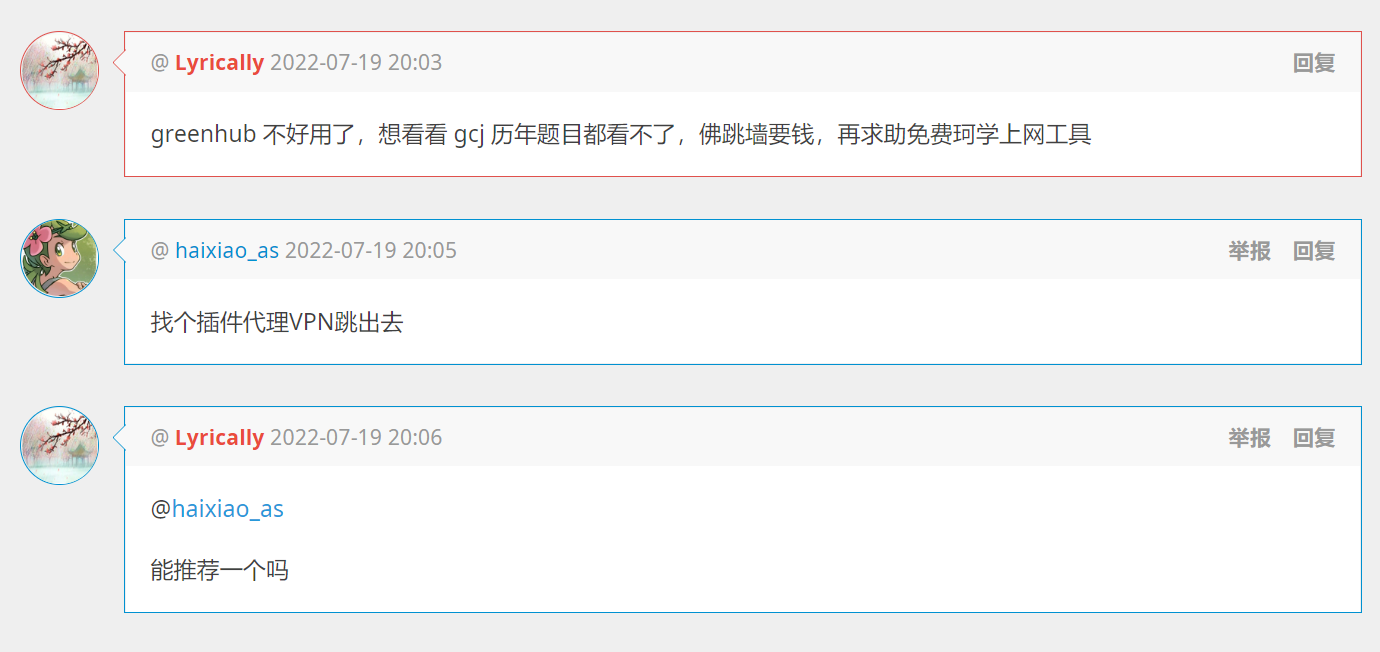 @ Lyrically 2022-07-19 20:03 回复
greenhub 不好用了，想看看 gcj 历年题目都看不了，佛跳墙要钱，再求助免费珂学上网工具
@ haixiao_as 2022-07-19 20:05 举报 回复
找个插件代理VPN跳出去
@ Lyrically 2022-07-19 20:06 举报 回复
@haixiao_as
能推荐一个吗